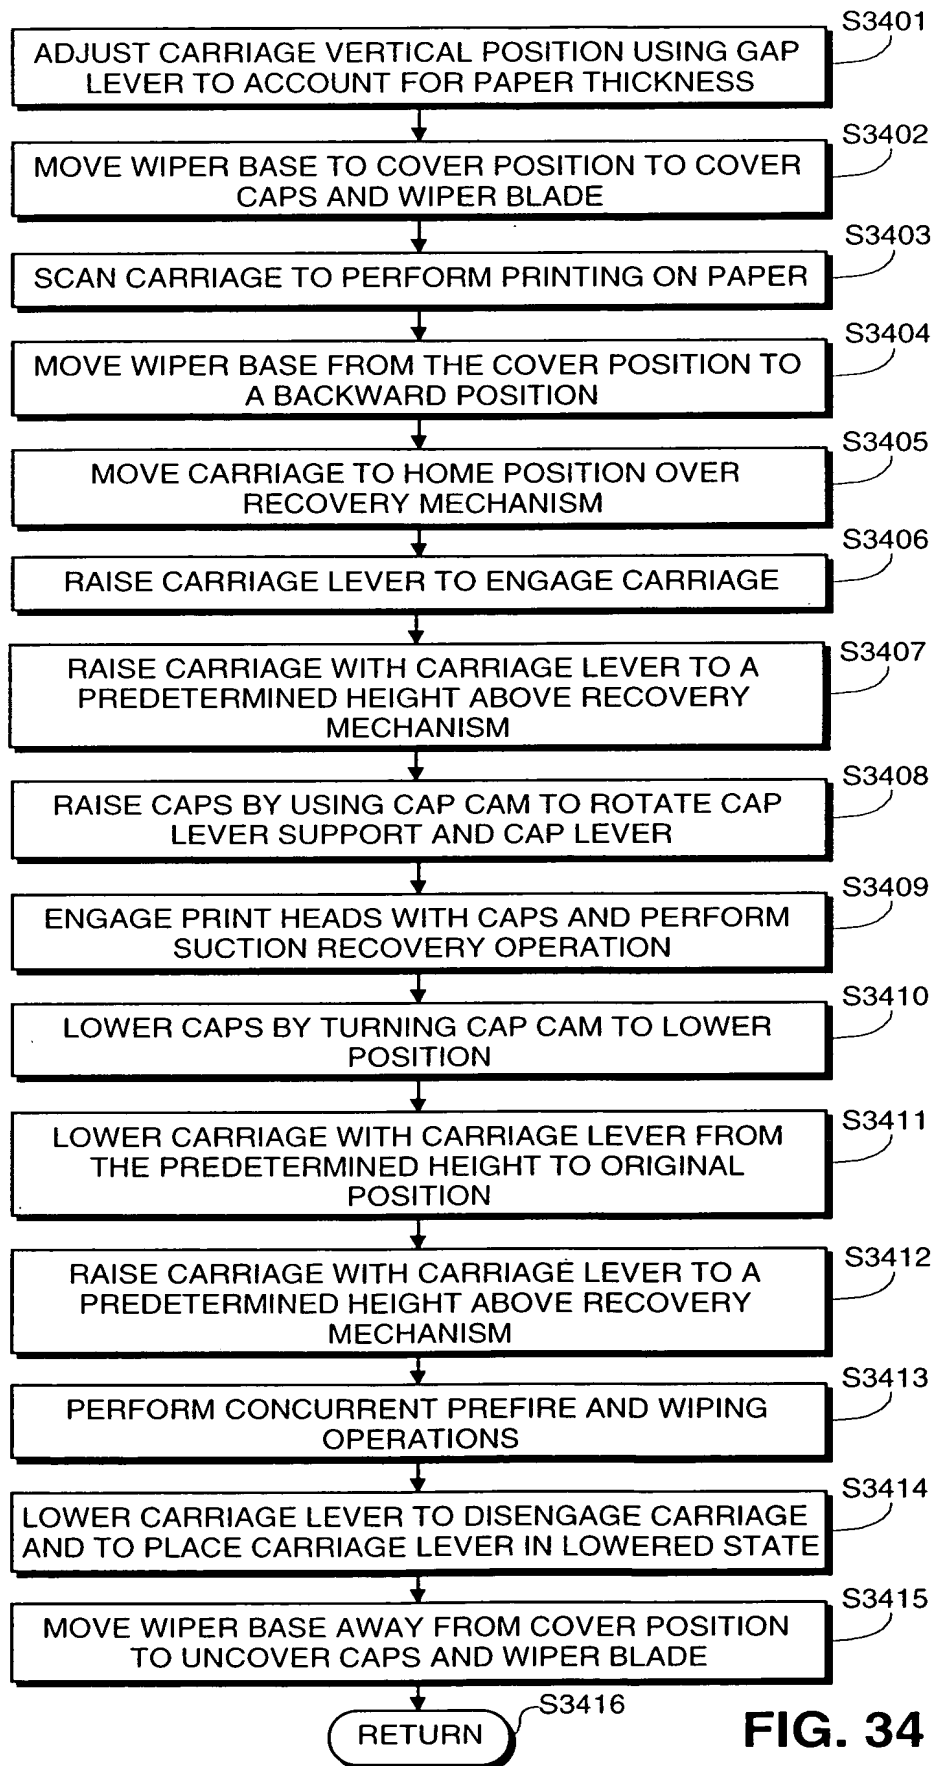 S3401
ADJUST CARRIAGE VERTICAL POSITION USING GAP
LEVER TO ACCOUNT FOR PAPER THICKNESS
S3402
MOVE WIPER BASE TO COVER POSITION TO COVER
CAPS AND WIPER BLADE
S3403
SCAN CARRIAGE TO PERFORM PRINTING ON PAPER
S3404
MOVE WIPER BASE FROM THE COVER POSITION TO
A BACKWARD POSITION
S3405
MOVE CARRIAGE TO HOME POSITION OVER
RECOVERY MECHANISM
S3406
RAISE CARRIAGE LEVER TO ENGAGE CARRIAGE
S3407
RAISE CARRIAGE WITH CARRIAGE LEVER TO A
PREDETERMINED HEIGHT ABOVE RECOVERY
MECHANISM
S3408
RAISE CAPS BY USING CAP CAM TO ROTATE CAP
LEVER SUPPORT AND CAP LEVER
S3409
ENGAGE PRINT HEADS WITH CAPS AND PERFORM
SUCTION RECOVERY OPERATION
S3410
LOWER CAPS BY TURNING CAP CAM TO LOWER
POSITION
S3411
LOWER CARRIAGE WITH CARRIAGE LEVER FROM
THE PREDETERMINED HEIGHT TO ORIGINAL
POSITION
S3412
RAISE CARRIAGE WITH CARRIAGE LEVER TO A
PREDETERMINED HEIGHT ABOVE RECOVERY
MECHANISM
S3413
PERFORM CONCURRENT PREFIRE AND WIPING
OPERATIONS
S3414
LOWER CARRIAGE LEVER TO DISENGAGE CARRIAGE
AND TO PLACE CARRIAGE LEVER IN LOWERED STATE
S3415
MOVE WIPER BASE AWAY FROM COVER POSITION
TO UNCOVER CAPS AND WIPER BLADE
S3416
RETURN
FIG. 34